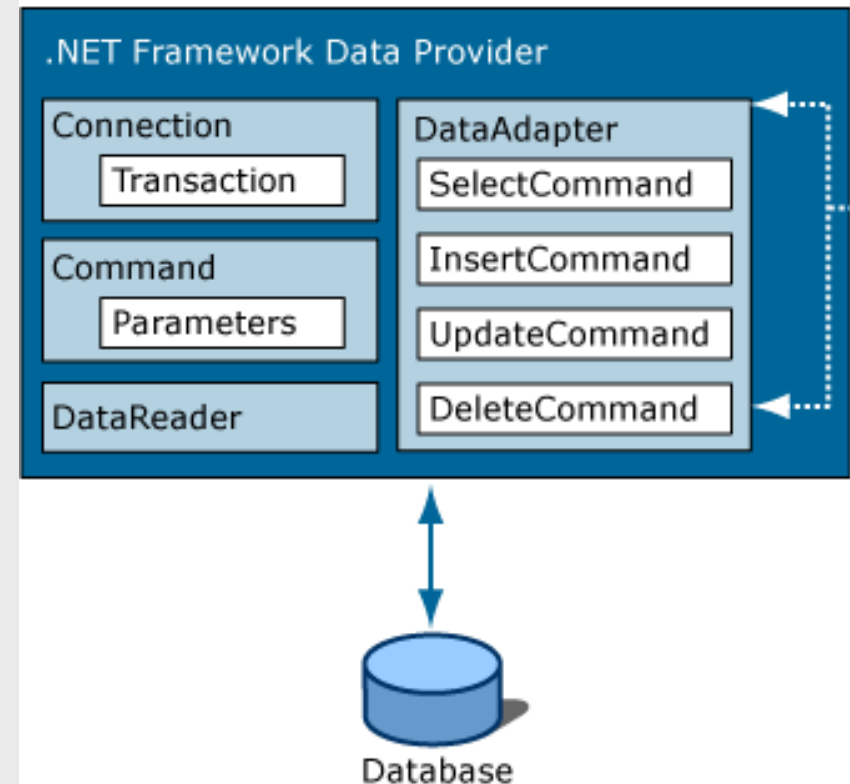 .NET Framework Data Provider
Connection
Transaction
Command
Parameters
DataReader
DataAdapter
SelectCommand
InsertCommand
UpdateCommand
DeleteCommand
Database